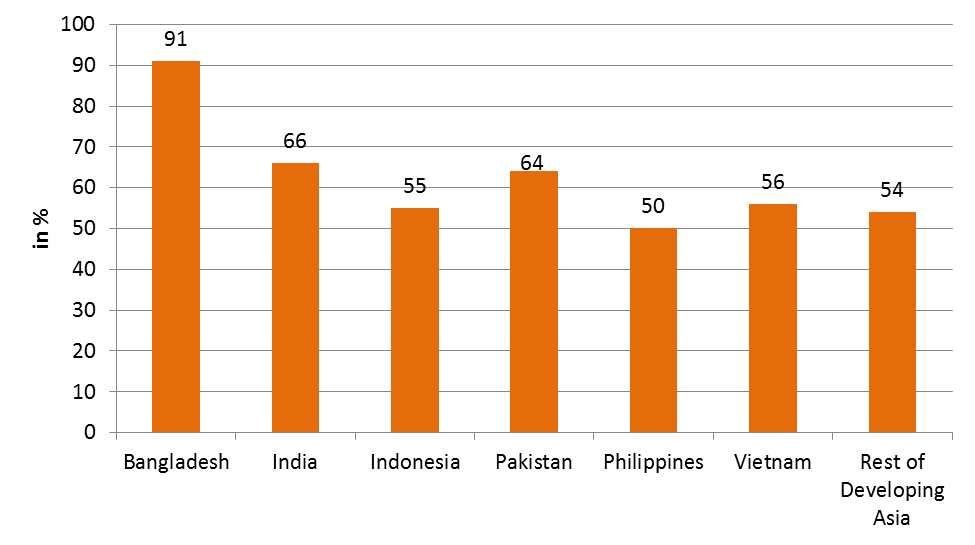 100
90
80
70
60
50
40
30
20
10
0
in %
91
66
55
64
50
56
54
Bangladesh
India
Indonesia
Pakistan
Philippines
Vietnam
Rest of
Developing
Asia